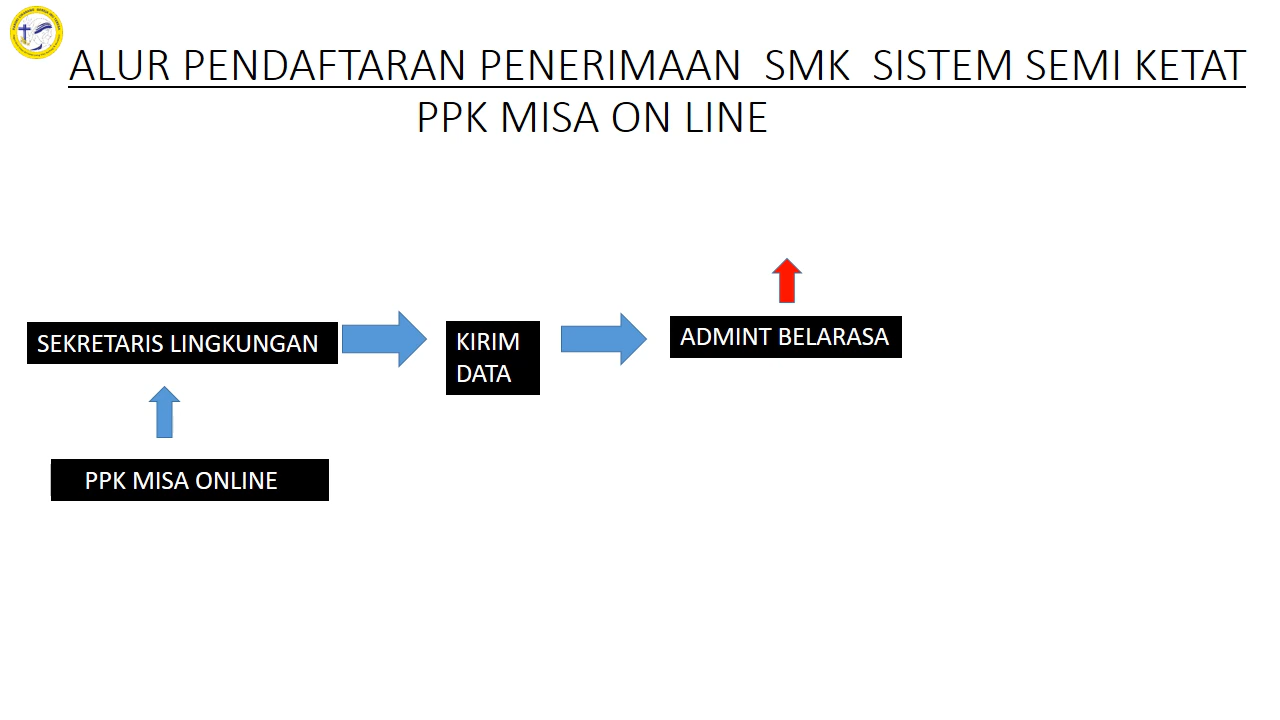 ALUR PENDAFTARAN PENERIMAAN SMK SISTEM SEMI KETAT
PPK MISA ON LINE
SEKRETARIS LINGKUNGAN
KIRIM
DATA
ADMINT BELARASA
PPK MISA ONLINE